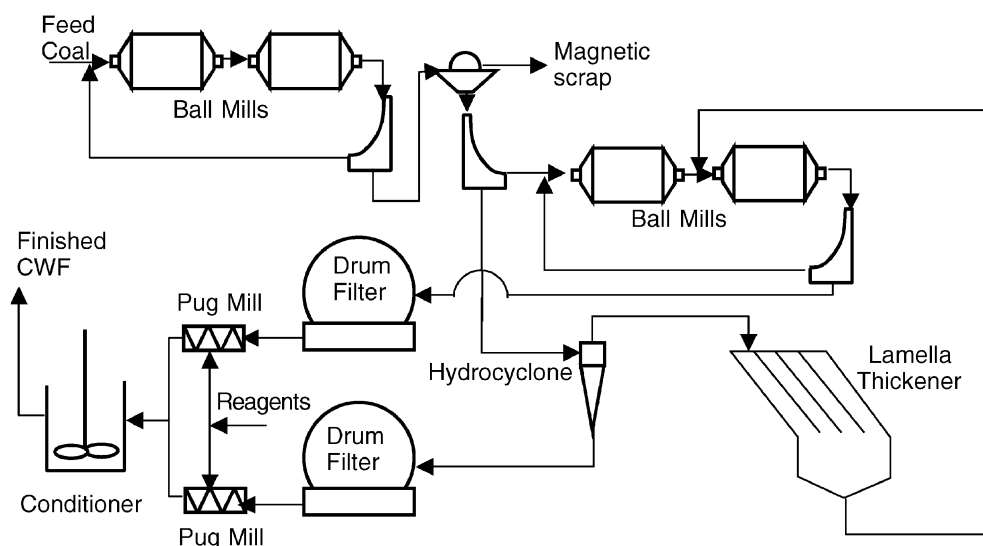 Feed
Coal
Ball Mills
Magnetic
scrap
Ball Mills
Finished
CWF
Pug Mill
Drum
Filter
Hydrocyclone
Lamella
Thickener
Reagents
Drum
Filter
Conditioner
Pug Mill